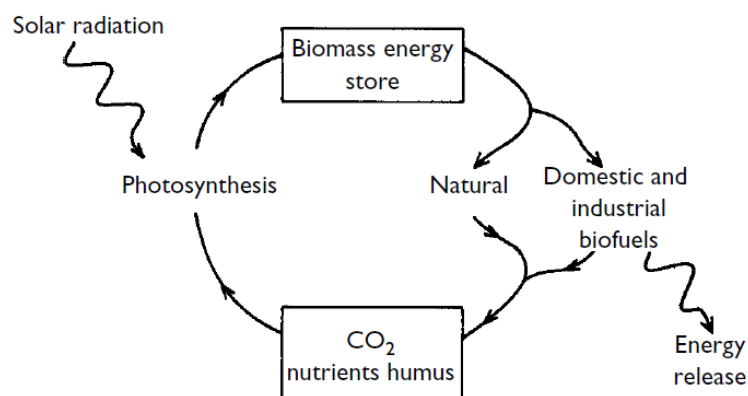 Solar radiation
Biomass energy
store
Photosynthesis
Natural
Domestic and
industrial
biofuels
CO₂
nutrients humus
Energy
release